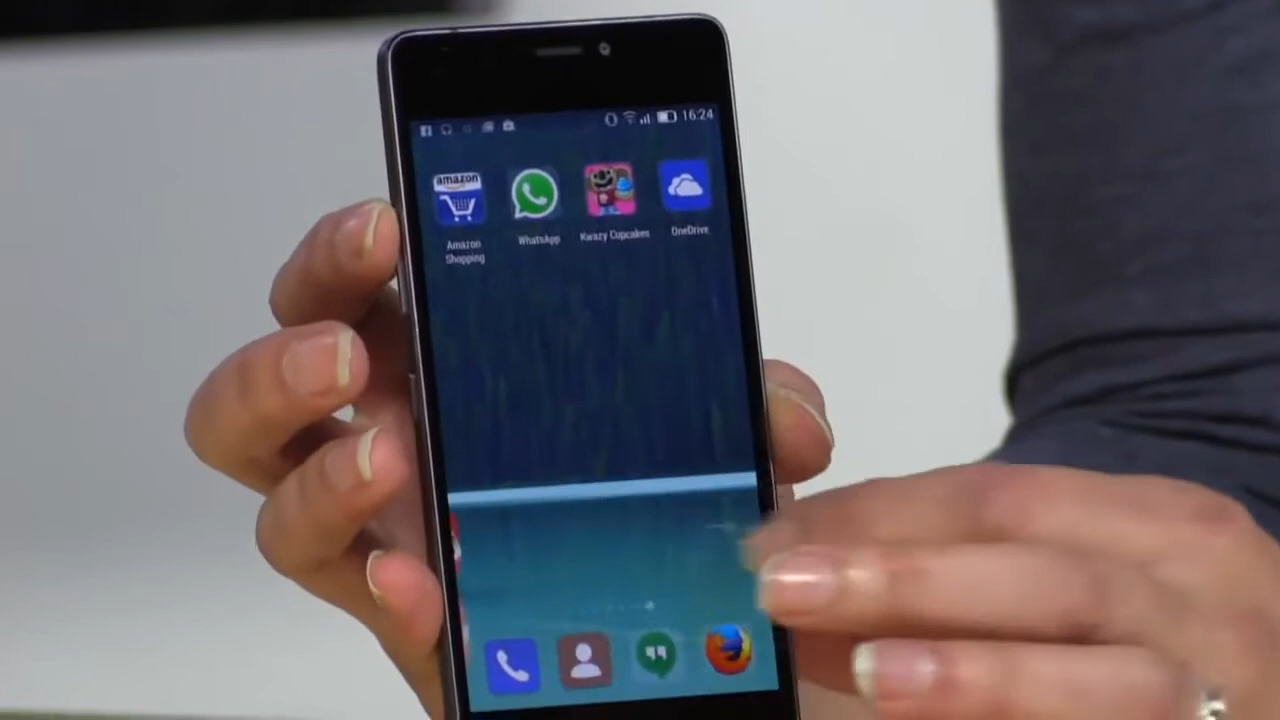 16:24
amazon
Amazon
Shopping
WhatsApp
Kwazy Cupcakes
OneDrive